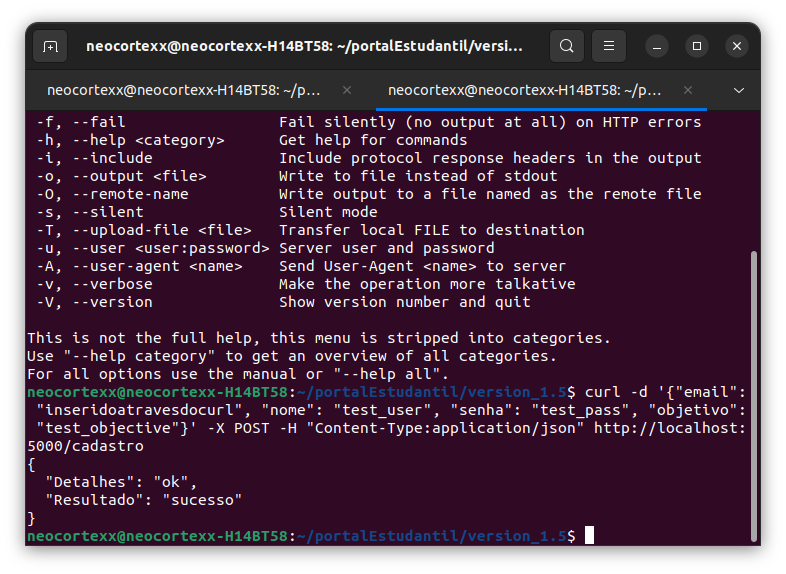 neocortexx@neocortexx-H14BT58: ~/portalEstudantil/versi...
neocortexx@neocortexx-H14BT58: ~/p...
neocortexx@neocortexx-H14BT58: ~/p...
-f, --fail Fail silently (no output at all) on HTTP errors
-h, --help <category> Get help for commands
-i, --include Include protocol response headers in the output
-o, --output <file> Write to file instead of stdout
-O, --remote-name Write output to a file named as the remote file
-s, --silent Silent mode
-T, --upload-file <file> Transfer local FILE to destination
-u, --user <user:password> Server user and password
-A, --user-agent <name> Send User-Agent <name> to server
-v, --verbose Make the operation more talkative
-V, --version Show version number and quit
This is not the full help, this menu is stripped into categories.
Use "--help category" to get an overview of all categories.
For all options use the manual or "--help all".
neocortexx@neocortexx-H14BT58:~/portalEstudantil/version_1.5$ curl -d '{"email":
"inseridoatravesdocurl", "nome": "test_user", "senha": "test_pass", "objetivo":
"test_objective"}' -X POST -H "Content-Type:application/json" http://localhost:
5000/cadastro
{
"Detalhes": "ok",
"Resultado": "sucesso"
}
neocortexx@neocortexx-H14BT58:~/portalEstudantil/version_1.5$